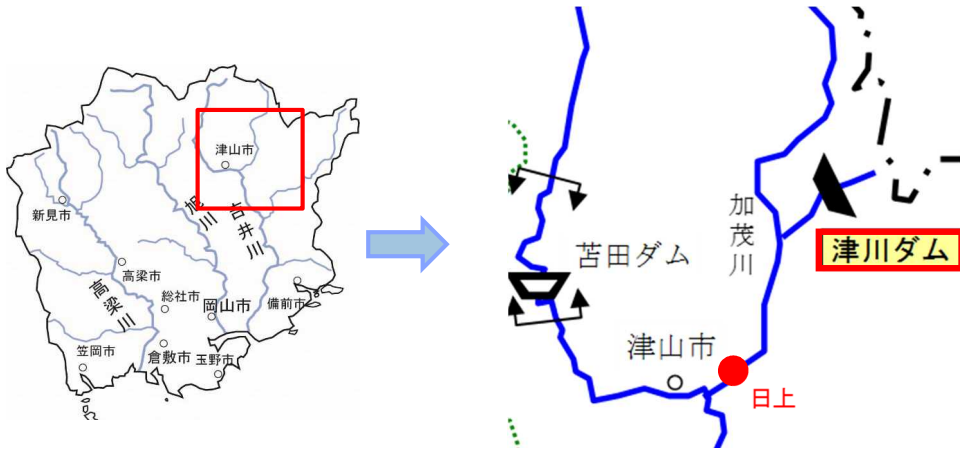 津山市
新見市
旭川
吉井川
高梁市
高梁川
総社市
岡山市
備前市
笠岡市
倉敷市
玉野市
加茂川
苫田ダム
津川ダム
津山市
日上